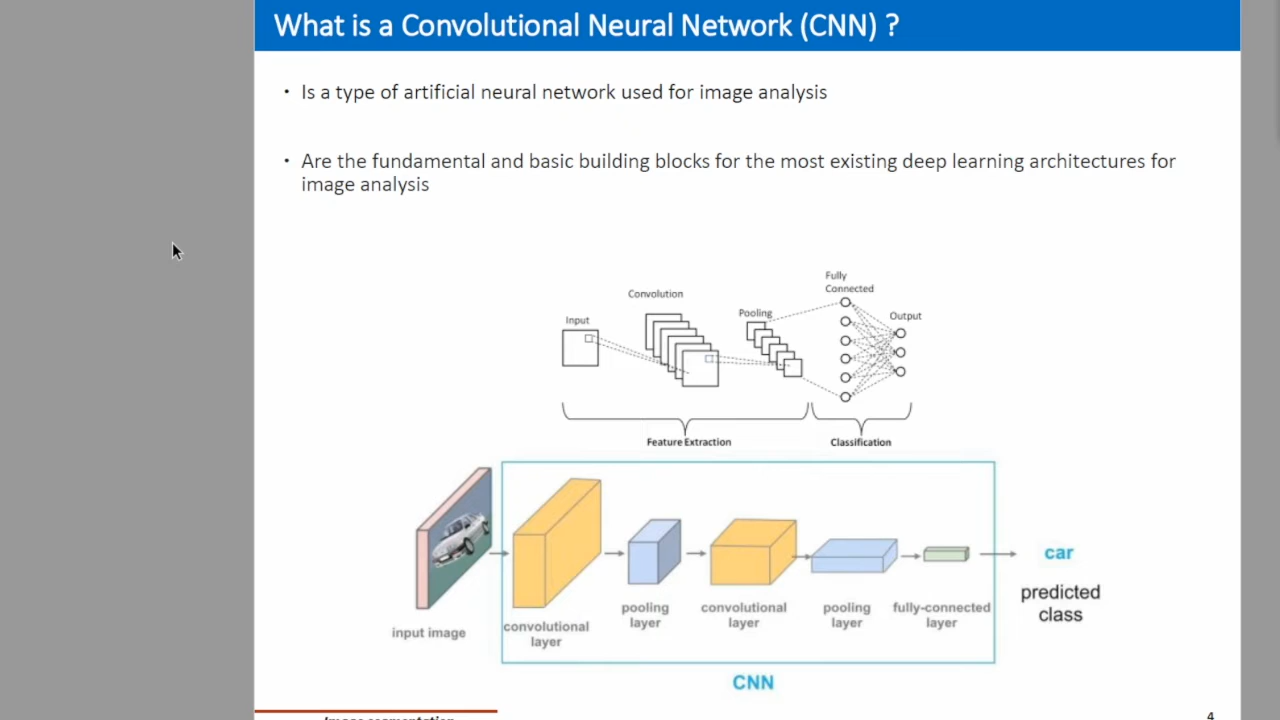 What is a Convolutional Neural Network (CNN) ?
• Is a type of artificial neural network used for image analysis
• Are the fundamental and basic building blocks for the most existing deep learning architectures for
image analysis
Fully
Connected
Convolution
Pooling
Output
Input
Feature Extraction
Classification
car
predicted
class
input image
convolutional
layer
pooling
layer
convolutional
layer
pooling
layer
fully-connected
layer
CNN
Image segmentation
4